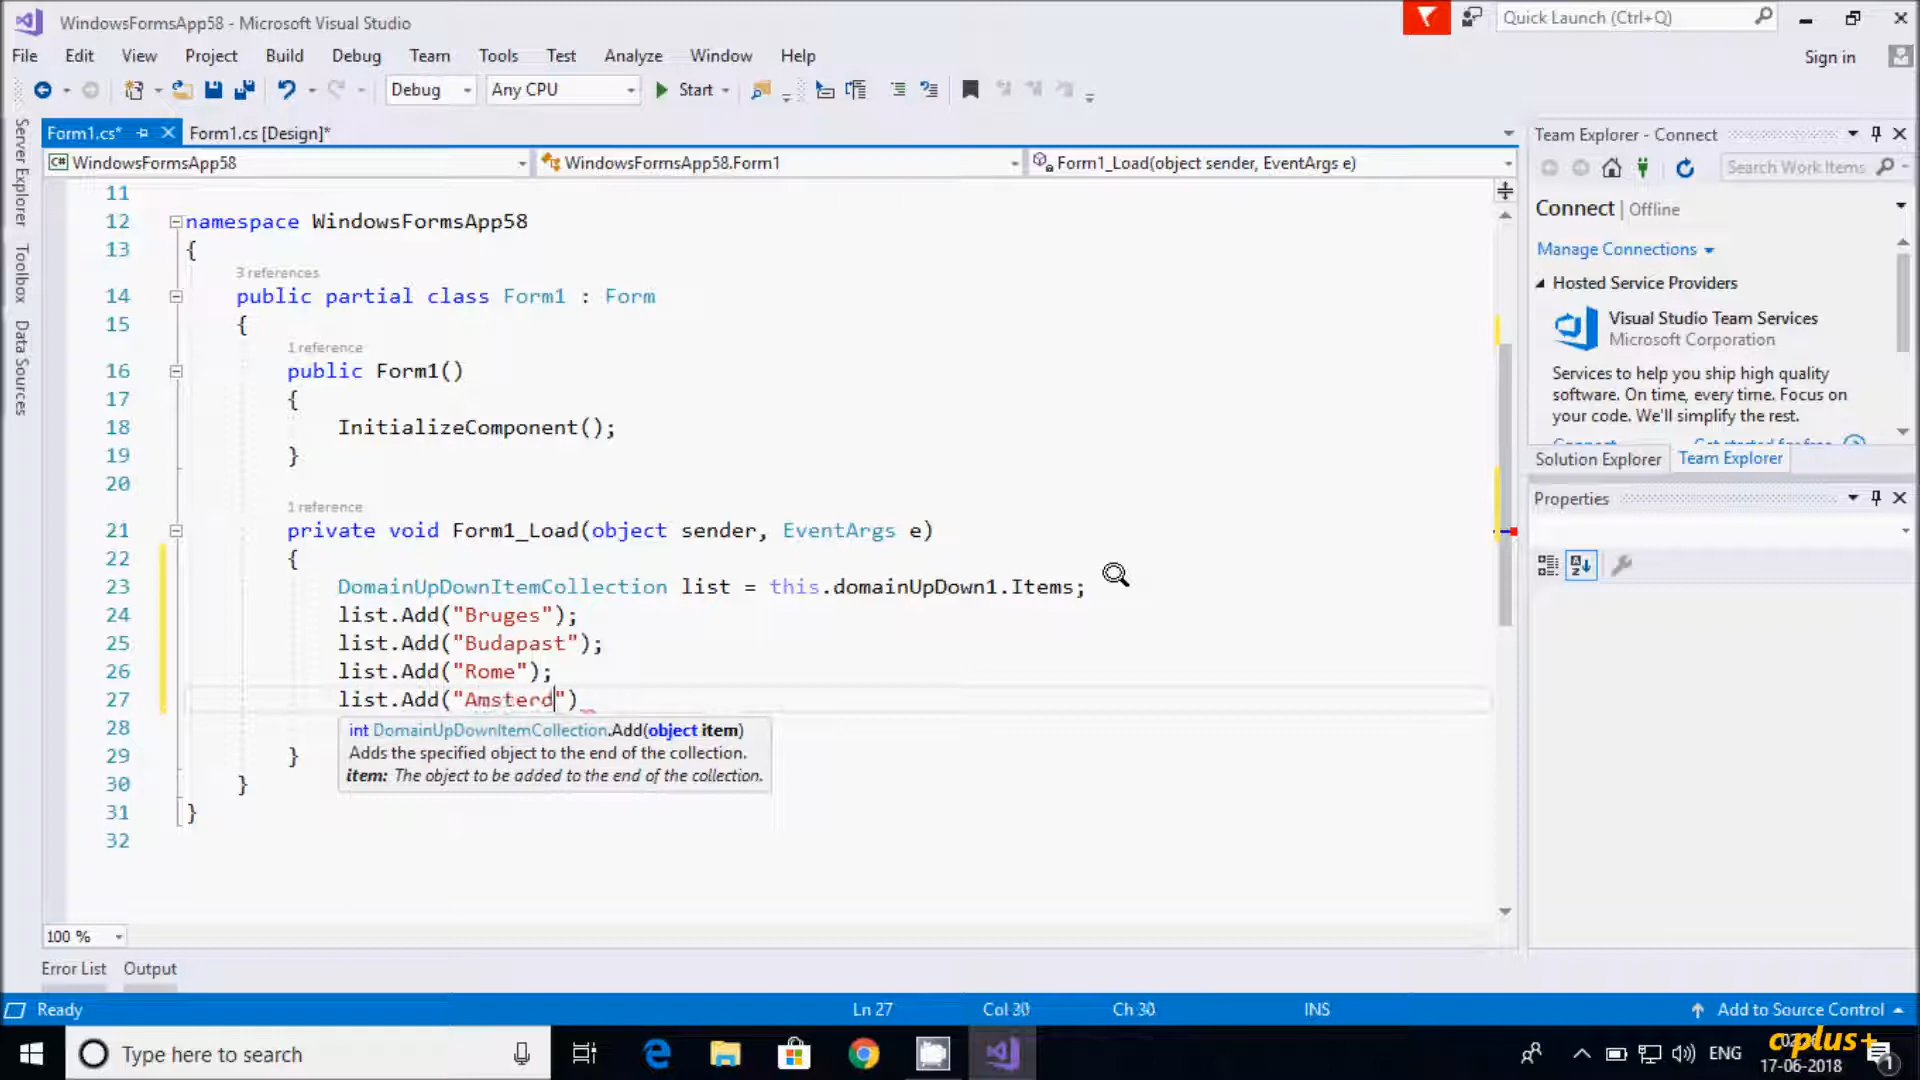 WindowsFormsApp58 - Microsoft Visual Studio
Quick Launch (Ctrl+Q)
File Edit View Project Build Debug Team Tools Test Analyze Window Help
Sign in
Debug Any CPU Start
Server Explorer
Toolbox
Data Sources
Form1.cs* Form1.cs [Design]*
C# WindowsFormsApp58 WindowsFormsApp58.Form1 Form1_Load(object sender, EventArgs e)
11
12 namespace WindowsFormsApp58
13 {
3 references
14 public partial class Form1 : Form
15 {
1 reference
16 public Form1()
17 {
18 InitializeComponent();
19 }
20
1 reference
21 private void Form1_Load(object sender, EventArgs e)
22 {
23 DomainUpDownItemCollection list = this.domainUpDown1.Items;
24 list.Add("Bruges");
25 list.Add("Budapast");
26 list.Add("Rome");
27 list.Add("Amsterd")
28
int DomainUpDownItemCollection.Add(object item)
Adds the specified object to the end of the collection.
item: The object to be added to the end of the collection.
29 }
30 }
31 }
32
100 %
Error List Output
Team Explorer - Connect
Search Work Items
Connect | Offline
Manage Connections
Hosted Service Providers
Visual Studio Team Services
Microsoft Corporation
Services to help you ship high quality
software. On time, every time. Focus on
your code. We'll simplify the rest.
Solution Explorer Team Explorer
Properties
Ready Ln 27 Col 30 Ch 30 INS Add to Source Control
Type here to search
ENG
cplus+
17-06-2018
1